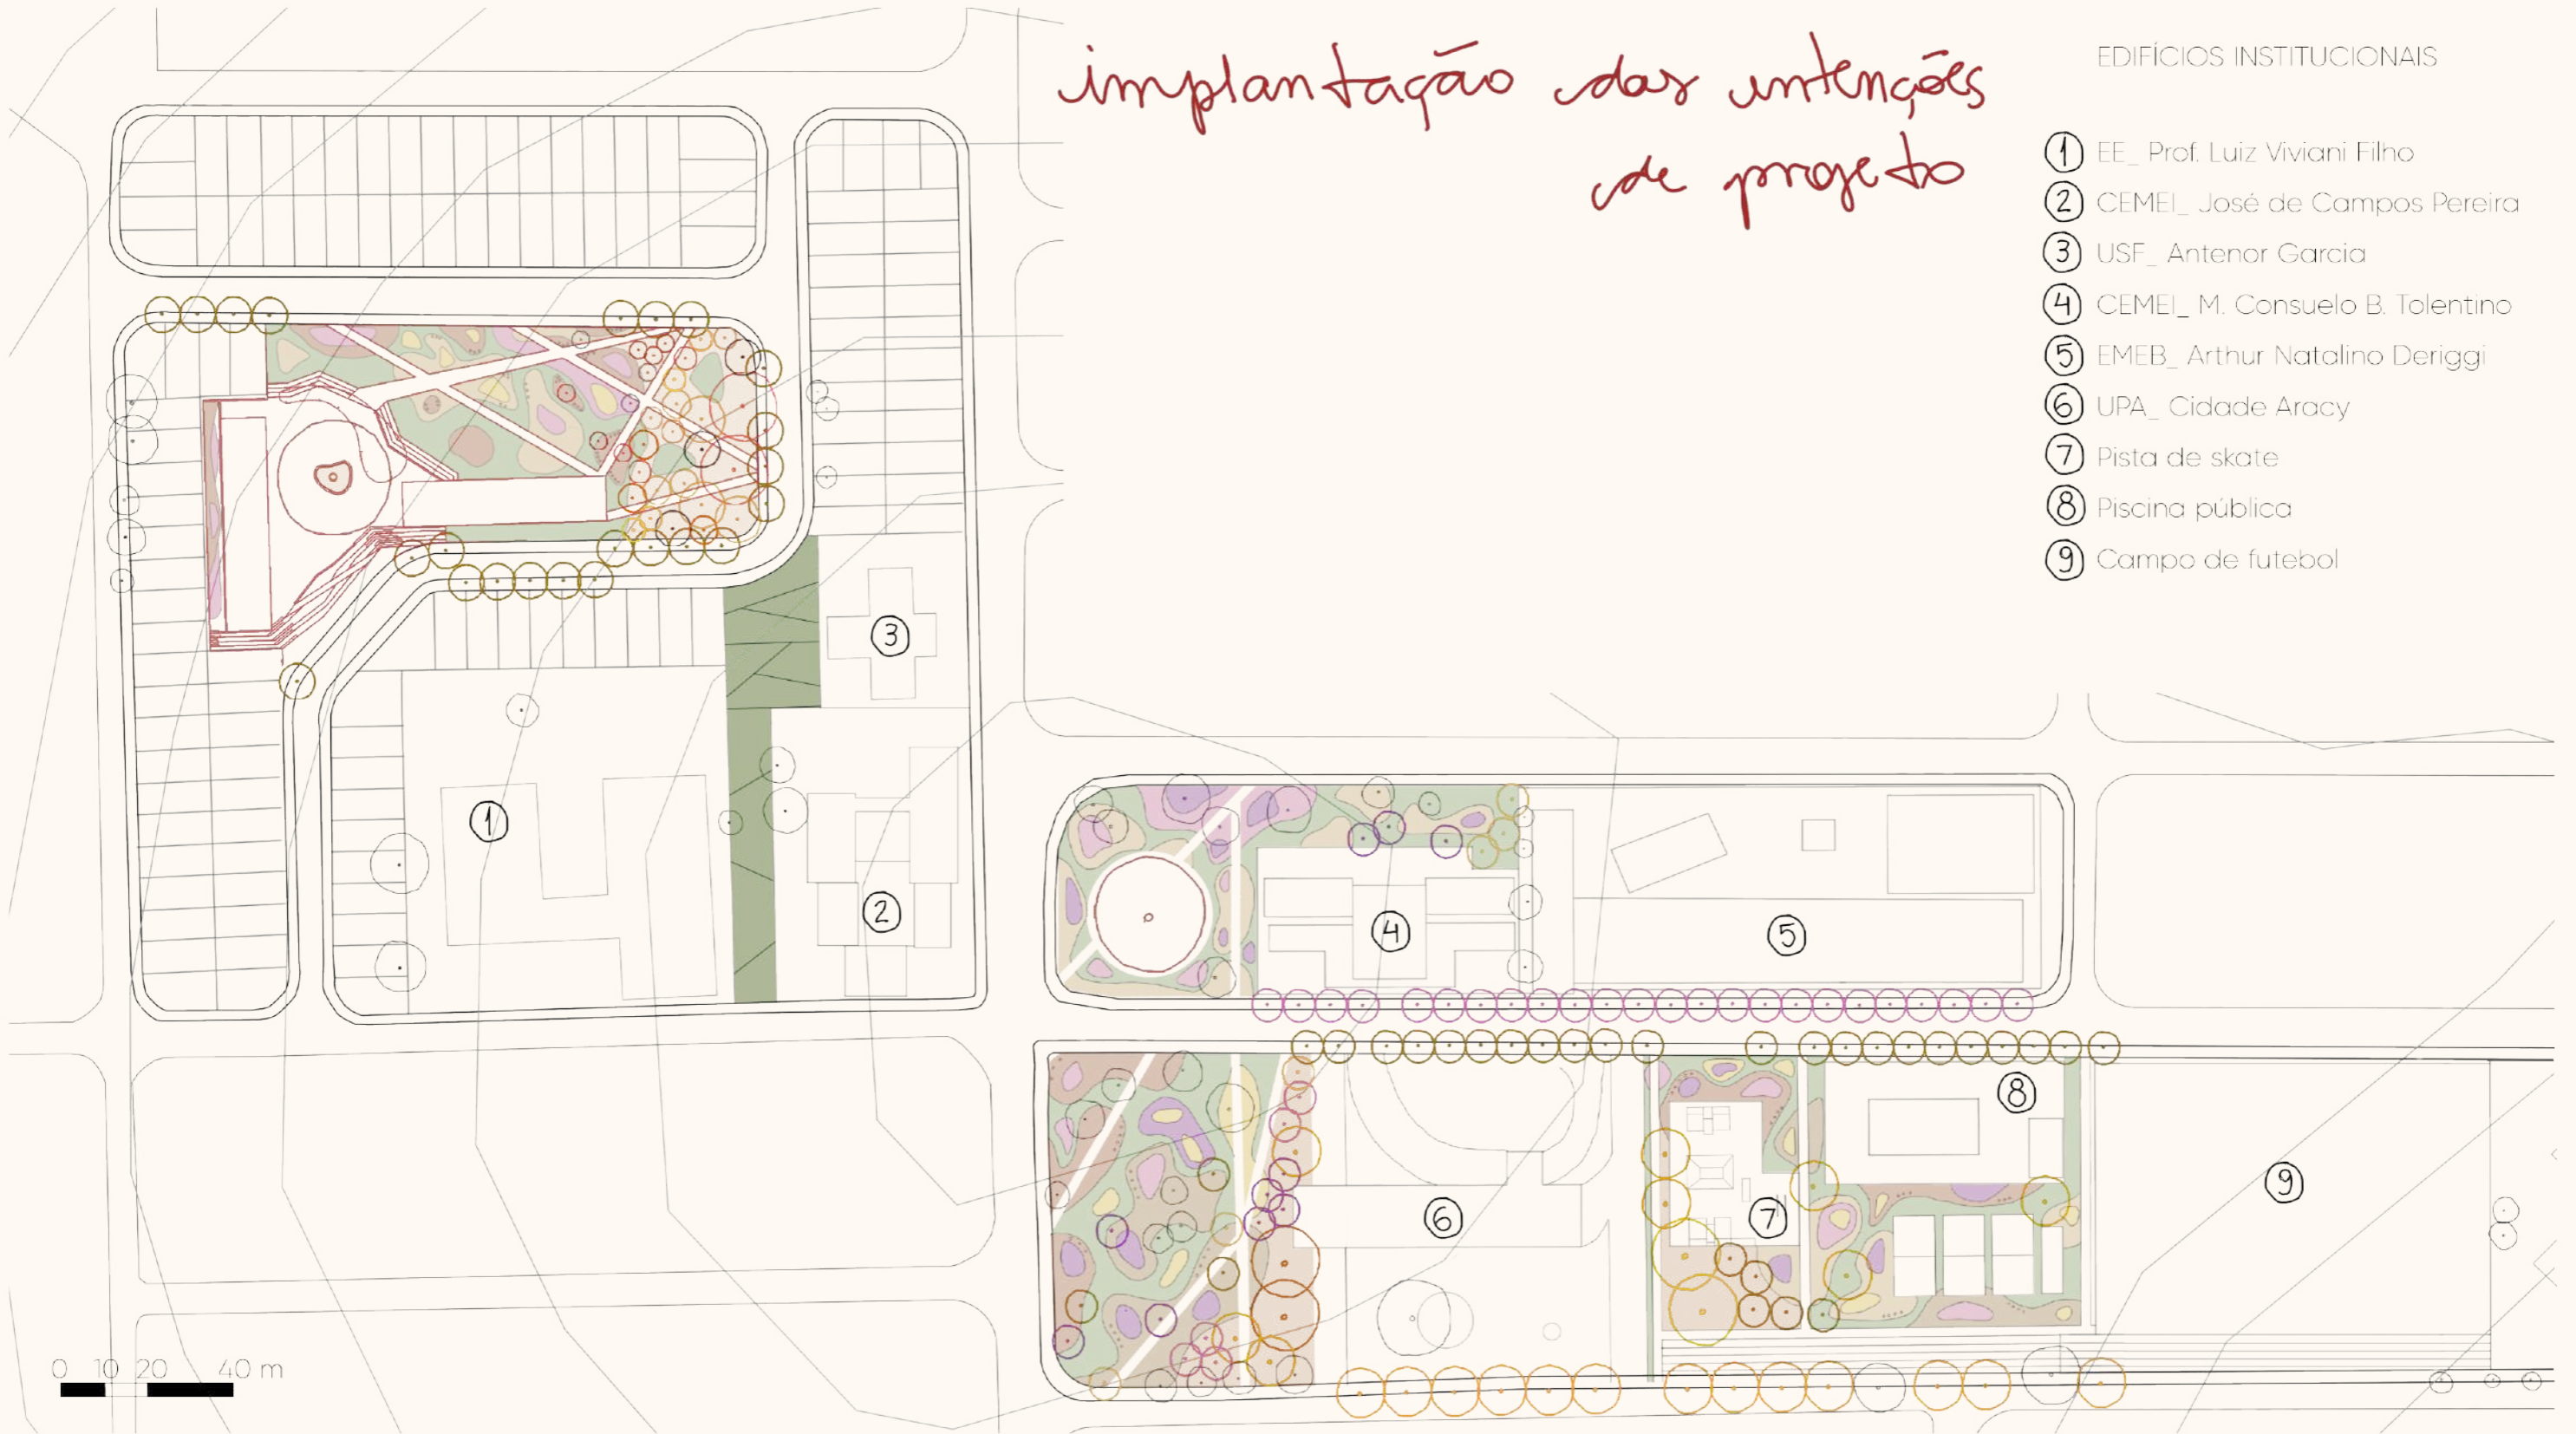 implantação das intenções
de projeto
EDIFÍCIOS INSTITUCIONAIS
1 EE_ Prof. Luiz Viviani Filho
2 CEMEI_ José de Campos Pereira
3 USF_ Antenor Garcia
4 CEMEI_ M. Consuelo B. Tolentino
5 EMEB_ Arthur Natalino Deriggi
6 UPA_ Cidade Aracy
7 Pista de skate
8 Piscina pública
9 Campo de futebol
3
1
2
4
5
8
6
7
9
0 10 20 40 m